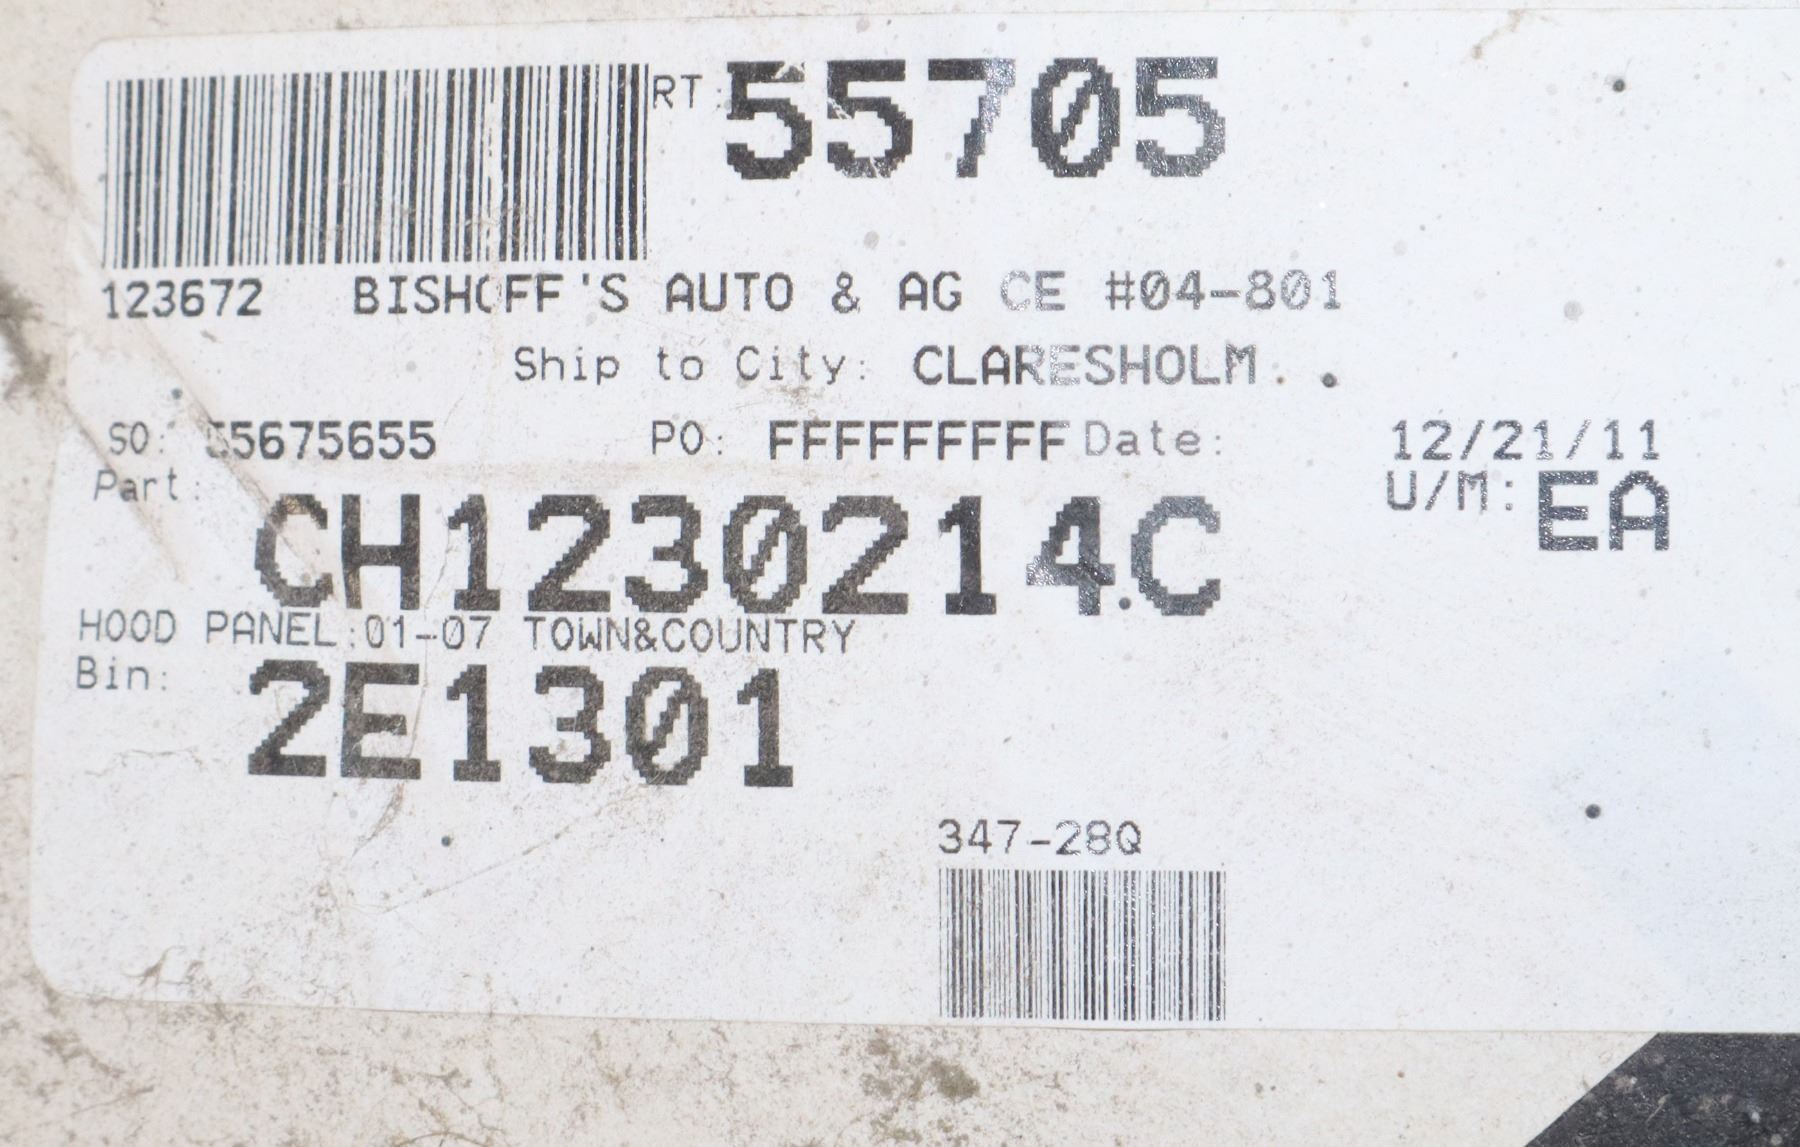 RT: 55705
123672 BISHOFF'S AUTO & AG CE #04-801
Ship to City: CLARESHOLM
SO: 55675655 PO: FFFFFFFFF Date: 12/21/11
Part: CH1230214C U/M: EA
HOOD PANEL:01-07 TOWN&COUNTRY
Bin: 2E1301
347-28Q